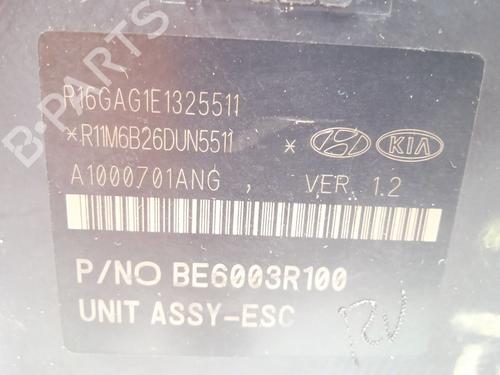 R16GAG1E1325511
*R11M6B26DUN5511 *
KIA
A1000701ANG , VER 1.2
P/NO BE6003R100
UNIT ASSY-ESC
B-PARTS